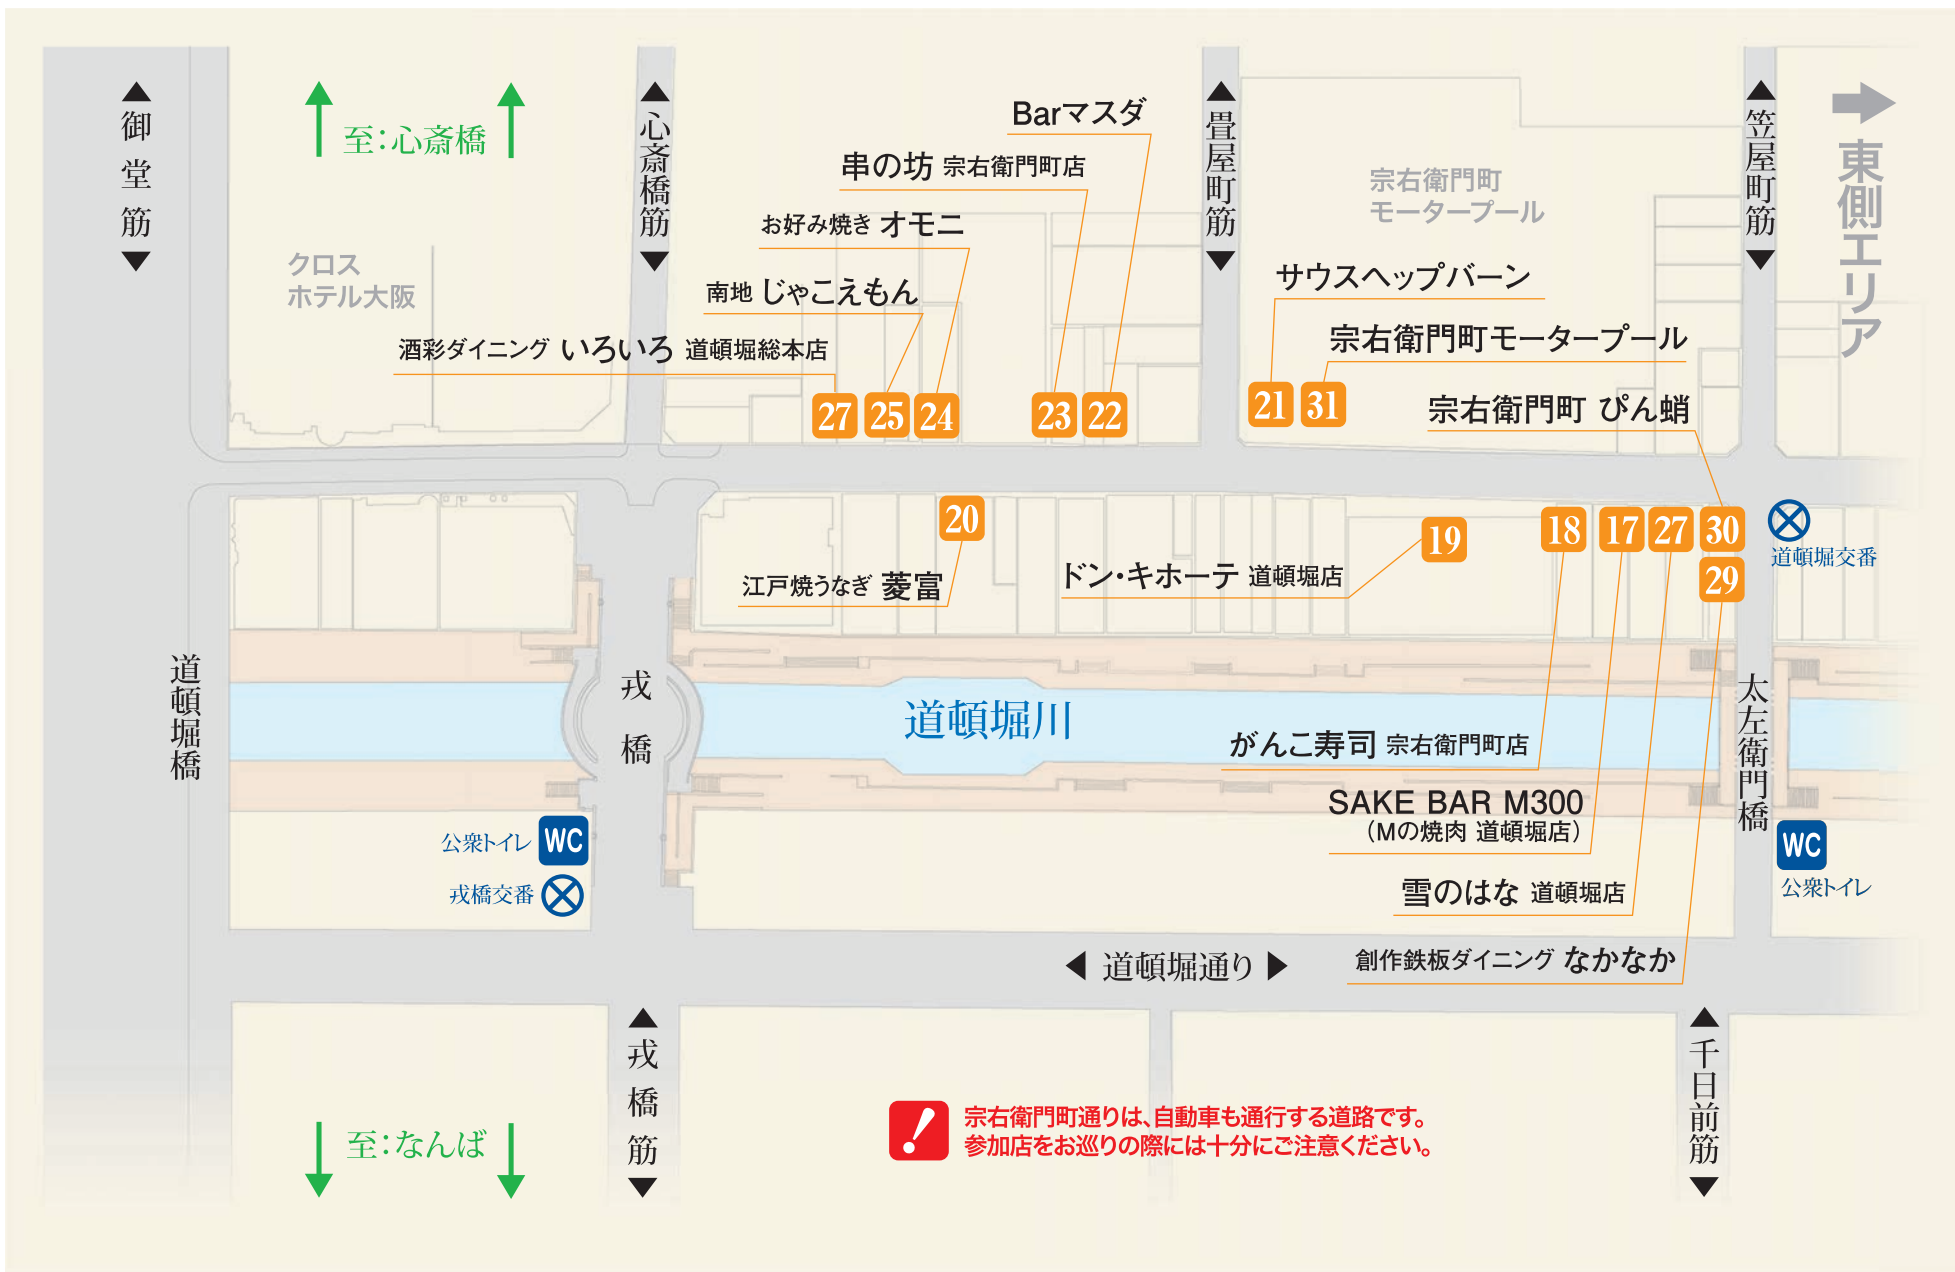 ▲御堂筋▼
至:心斎橋
▲心斎橋筋▼
▲畳屋町筋▼
▲笠屋町筋▼
東側エリア
クロス
ホテル大阪
宗右衛門町
モータープール
Barマスダ
串の坊 宗右衛門町店
お好み焼き オモニ
南地 じゃこえもん
酒彩ダイニング いろいろ 道頓堀総本店
サウスヘップバーン
宗右衛門町モータープール
宗右衛門町 ぴん蛸
27
25
24
23
22
21
31
20
19
18
17
27
30
29
道頓堀交番
江戸焼うなぎ 菱富
ドン・キホーテ 道頓堀店
道頓堀橋
戎橋
道頓堀川
太左衛門橋
がんこ寿司 宗右衛門町店
SAKE BAR M300
（Mの焼肉 道頓堀店）
雪のはな 道頓堀店
創作鉄板ダイニング なかなか
公衆トイレ WC
戎橋交番
WC
公衆トイレ
◀ 道頓堀通り ▶
▲戎橋筋▼
▲千日前筋▼
至:なんば
! 宗右衛門町通りは、自動車も通行する道路です。
参加店をお巡りの際には十分にご注意ください。